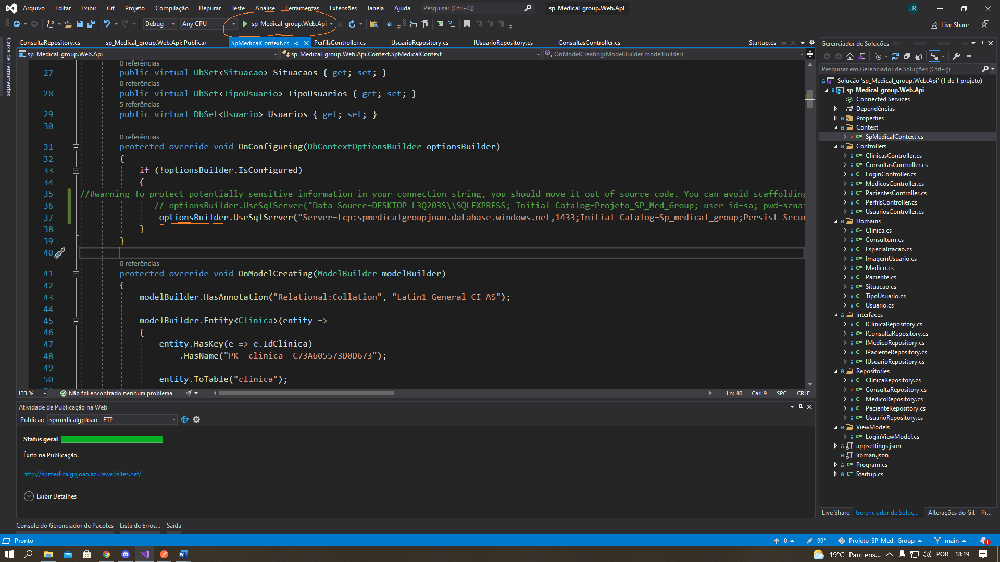 Arquivo Editar Exibir Git Projeto Compilação Depurar Teste Análise Ferramentas Extensões Janela Ajuda Pesquisar (Ctrl+Q) sp_Medical_group.Web.Api JR
Debug Any CPU sp_Medical_group.Web.Api Live Share
Caixa de Ferramentas
ConsultaRepository.cs sp_Medical_group.Web.Api: Publicar SpMedicalContext.cs PerfilsController.cs UsuarioRepository.cs IUsuarioRepository.cs ConsultasController.cs Startup.cs
sp_Medical_group.Web.Api sp_Medical_group.Web.Api.Context.SpMedicalContext OnModelCreating(ModelBuilder modelBuilder)
0 referências
27 public virtual DbSet<Situacao> Situacaos { get; set; }
0 referências
28 public virtual DbSet<TipoUsuario> TipoUsuarios { get; set; }
5 referências
29 public virtual DbSet<Usuario> Usuarios { get; set; }
30
0 referências
31 protected override void OnConfiguring(DbContextOptionsBuilder optionsBuilder)
32 {
33 if (!optionsBuilder.IsConfigured)
34 {
35 //#warning To protect potentially sensitive information in your connection string, you should move it out of source code. You can avoid scaffolding
36 // optionsBuilder.UseSqlServer("Data Source=DESKTOP-L3Q203S\\SQLEXPRESS; Initial Catalog=Projeto_SP_Med_Group; user id=sa; pwd=senai
37 optionsBuilder.UseSqlServer("Server=tcp:spmedicalgroupjoao.database.windows.net,1433;Initial Catalog=Sp_medical_group;Persist Secur
38 }
39 }
40
0 referências
41 protected override void OnModelCreating(ModelBuilder modelBuilder)
42 {
43 modelBuilder.HasAnnotation("Relational:Collation", "Latin1_General_CI_AS");
44
45 modelBuilder.Entity<Clinica>(entity =>
46 {
47 entity.HasKey(e => e.IdClinica)
48 .HasName("PK__clinica__C73A605573D0D673");
49
50 entity.ToTable("clinica");
133 % Não foi encontrado nenhum problema Ln: 40 Car: 9 SPC CRLF
Atividade de Publicação na Web
Publicar: spmedicalgpJoao - FTP
Status geral
Êxito na Publicação.
http://spmedicalgpjoao.azurewebsites.net/
Exibir Detalhes
Console do Gerenciador de Pacotes Lista de Erros... Saída
Gerenciador de Soluções
Pesquisar em Gerenciador de Soluções (Ctrl+ç)
Solução 'sp_Medical_group.Web.Api' (1 de 1 projeto)
sp_Medical_group.Web.Api
Connected Services
Dependências
Properties
Context
C# SpMedicalContext.cs
Controllers
C# ClinicasController.cs
C# ConsultasController.cs
C# LoginController.cs
C# MedicosController.cs
C# PacientesController.cs
C# PerfilsController.cs
C# UsuariosController.cs
Domains
C# Clinica.cs
C# Consultum.cs
C# Especializacao.cs
C# ImagemUsuario.cs
C# Medico.cs
C# Paciente.cs
C# Situacao.cs
C# TipoUsuario.cs
C# Usuario.cs
Interfaces
C# IClinicaRepository.cs
C# IConsultaRepository.cs
C# IMedicoRepository.cs
C# IPacienteRepository.cs
C# IUsuarioRepository.cs
Repositories
C# ClinicaRepository.cs
C# ConsultaRepository.cs
C# MedicoRepository.cs
C# PacienteRepository.cs
C# UsuarioRepository.cs
ViewModels
C# LoginViewModel.cs
appsettings.json
libman.json
C# Program.cs
C# Startup.cs
Live Share Gerenciador de Soluç... Alterações do Git – Pr...
Pronto 0 99* Projeto-SP-Med.-Group main 1
19°C Parc ens... POR 18:19